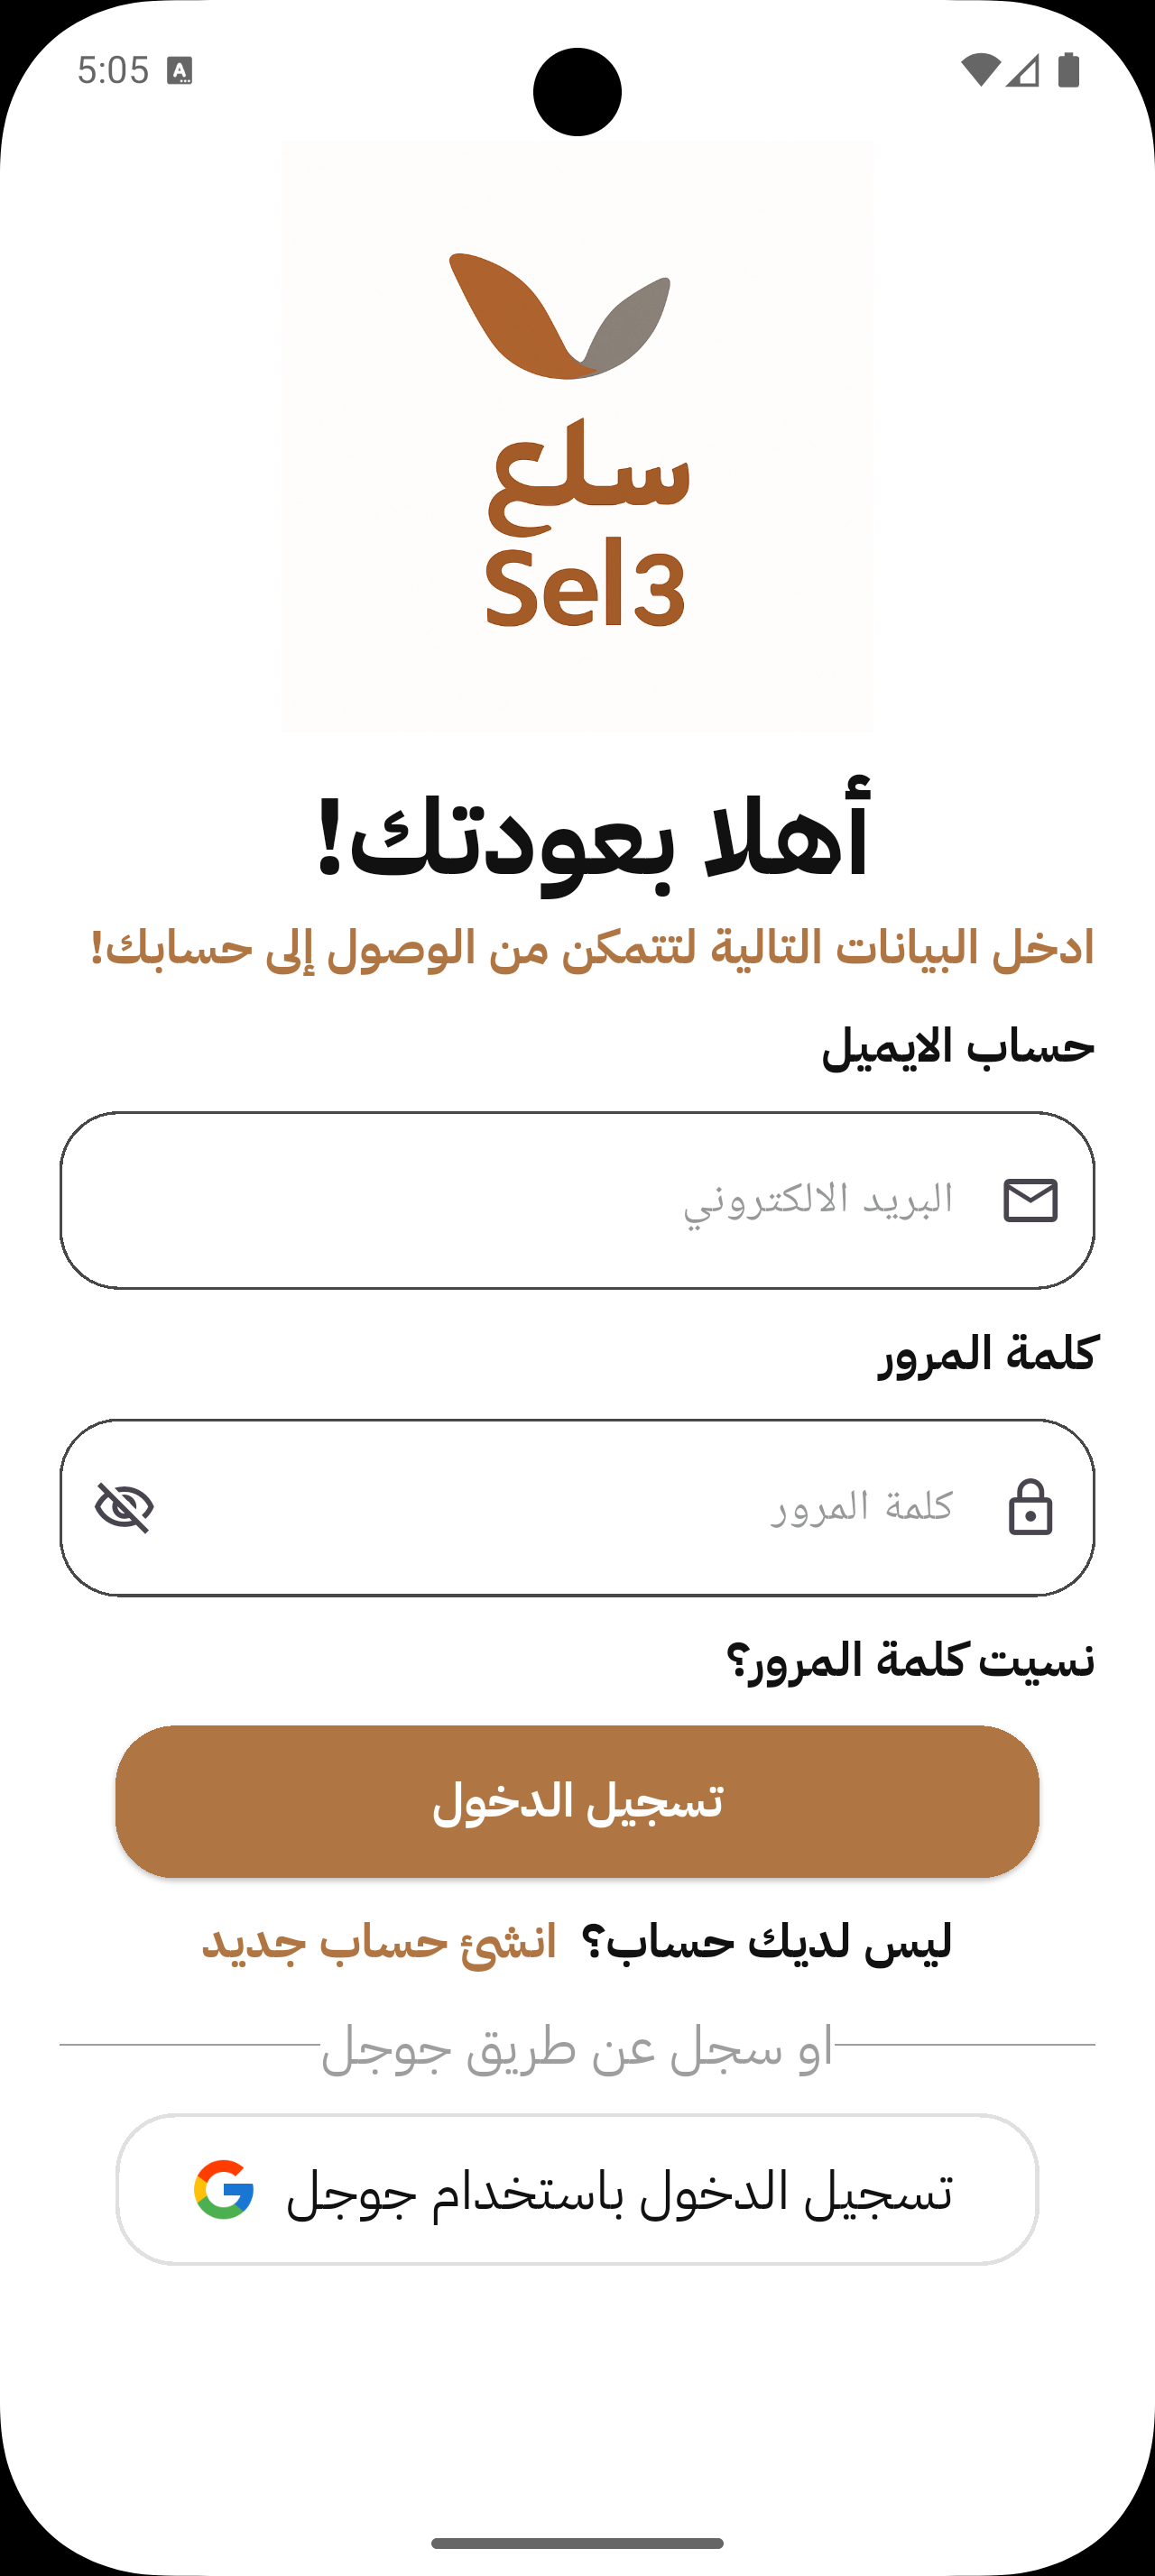 5:05
سلع
Sel3
أهلا بعودتك!
ادخل البيانات التالية لتتمكن من الوصول إلى حسابك!
حساب الايميل
البريد الالكتروني
كلمة المرور
كلمة المرور
نسيت كلمة المرور؟
تسجيل الدخول
ليس لديك حساب؟ انشئ حساب جديد
او سجل عن طريق جوجل
تسجيل الدخول باستخدام جوجل